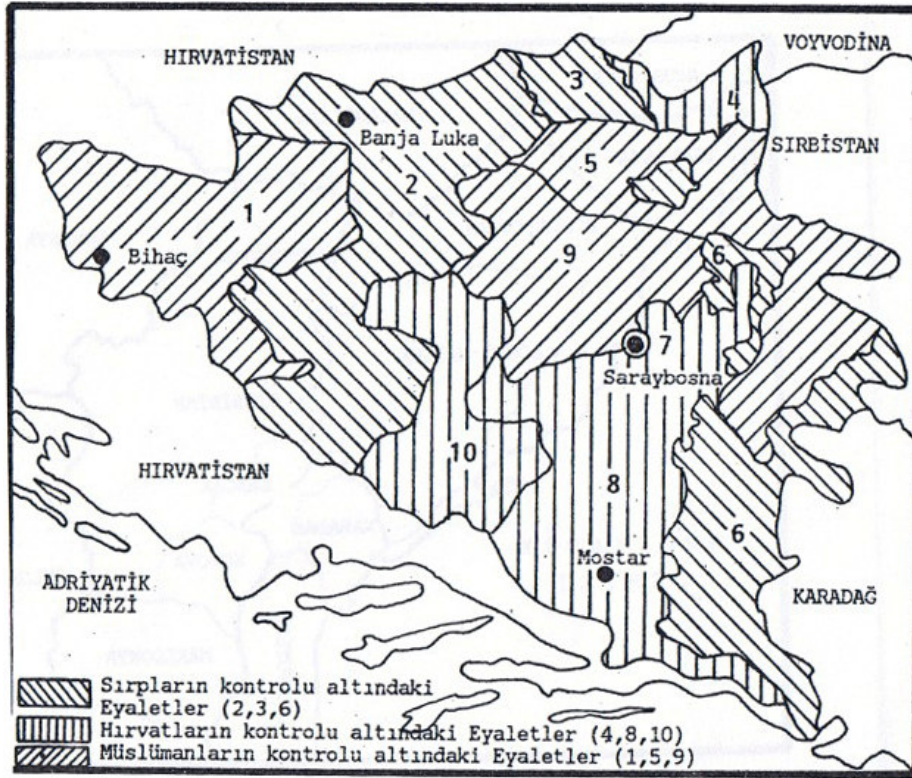 HIRVATİSTAN
VOYVODİNA
3
4
Banja Luka
5
SIRBİSTAN
2
1
Bihaç
9
6
7
Saraybosna
10
HIRVATİSTAN
8
6
Mostar
ADRİYATİK
DENİZİ
KARADAĞ
Sırpların kontrolu altındaki
Eyaletler (2,3,6)
Hırvatların kontrolu altındaki Eyaletler (4,8,10)
Müslümanların kontrolu altındaki Eyaletler (1,5,9)